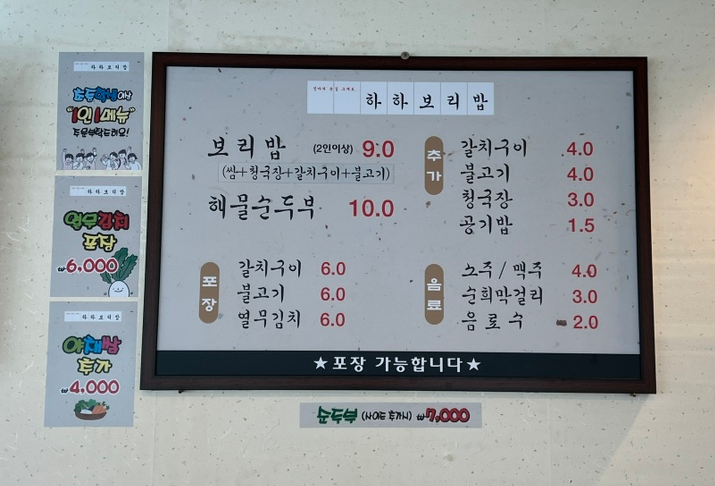 하하보리밥
초등학생이상
"1인1메뉴"
주문부탁드려요!
하하보리밥
열무김치
포장
₩6,000
하하보리밥
야채쌈
추가
₩4,000
하하보리밥
보리밥 (2인이상) 9.0
(쌈+청국장+갈치구이+불고기)
해물순두부 10.0
추가
갈치구이 4.0
불고기 4.0
청국장 3.0
공기밥 1.5
포장
갈치구이 6.0
불고기 6.0
열무김치 6.0
음료
소주 / 맥주 4.0
순희막걸리 3.0
음료수 2.0
★포장 가능합니다★
순두부 (사이드 추가시) ₩7,000